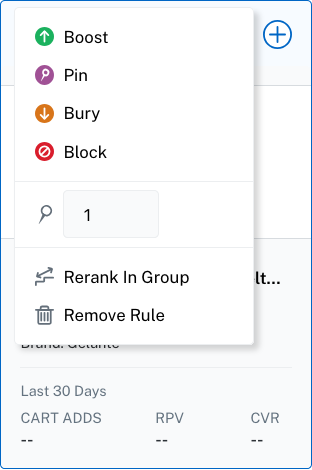 Boost
Pin
Bury
Block
1
Rerank In Group
lt...
Remove Rule
Brand: Gelante
Last 30 Days
CART ADDS RPV CVR
-- -- --